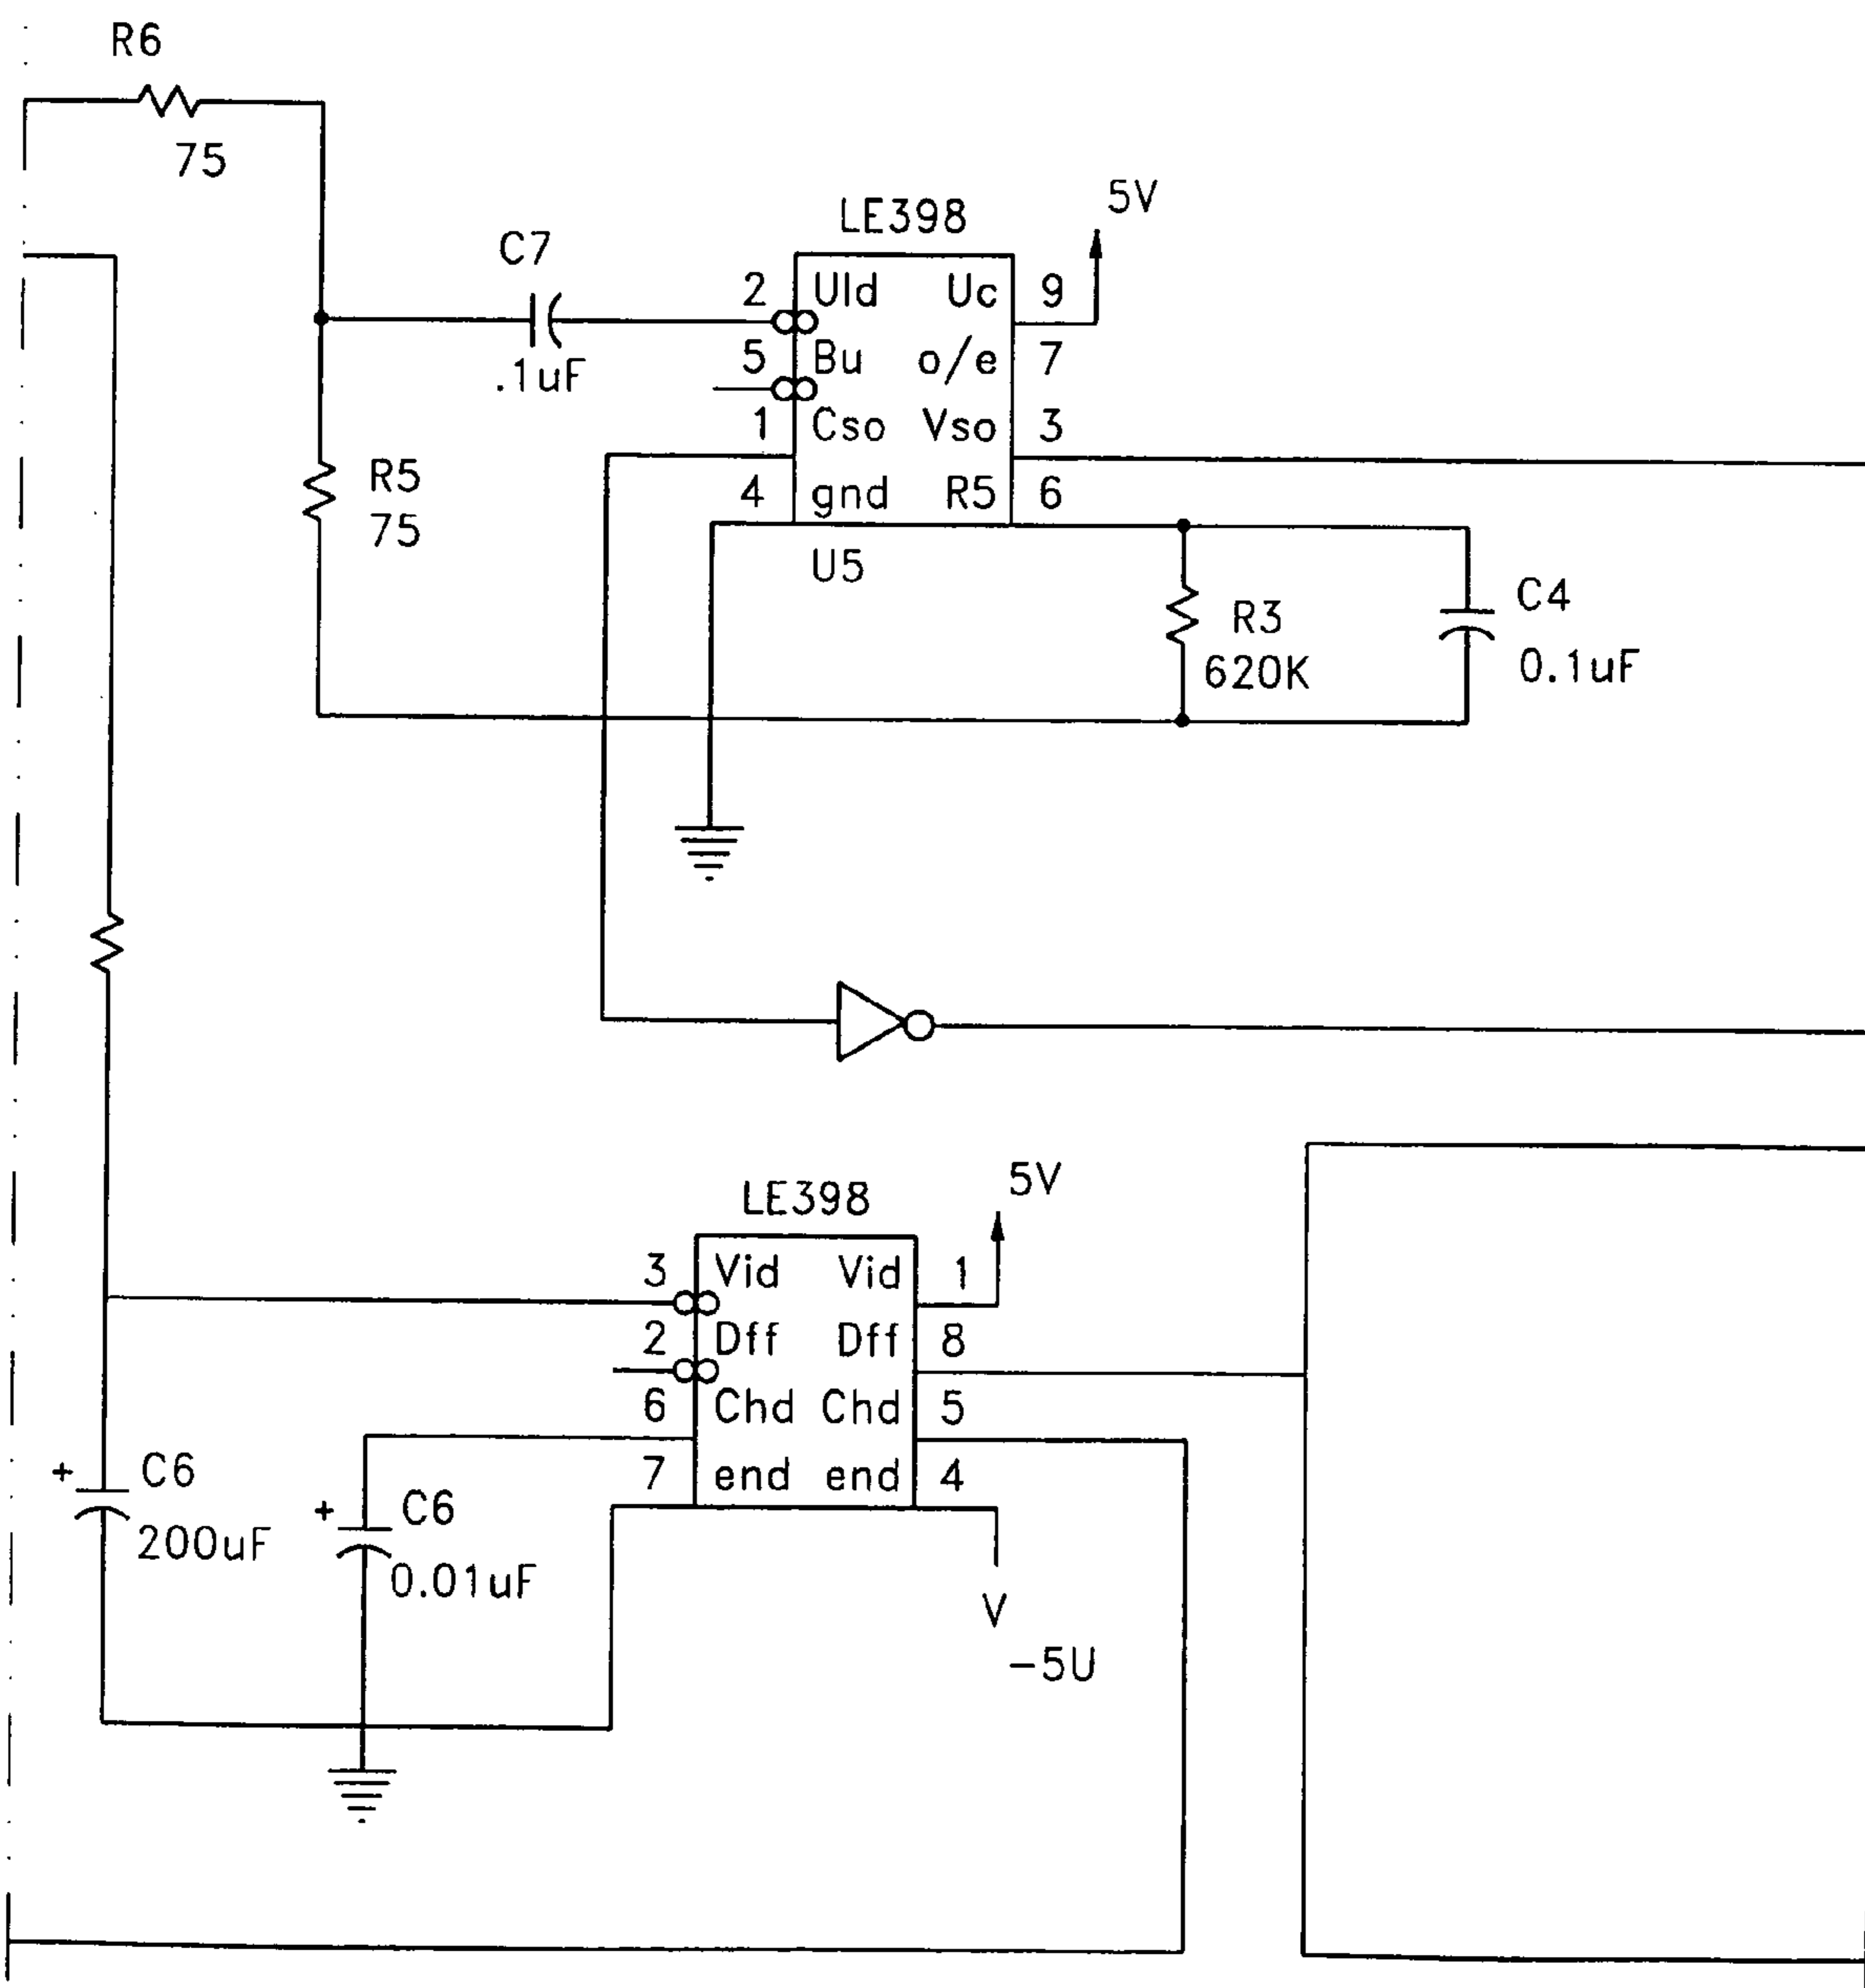 R6
75
5V
LE398
C7
.1uF
2 UId Uc 9
5 Bu o/e 7
1 Cso Vso 3
4 gnd R5 6
U5
R5
75
R3
620K
C4
0.1uF
5V
LE398
3 Vid Vid 1
2 Dff Dff 8
6 Chd Chd 5
7 end end 4
+ C6
200uF
+ C6
0.01uF
V
-5U